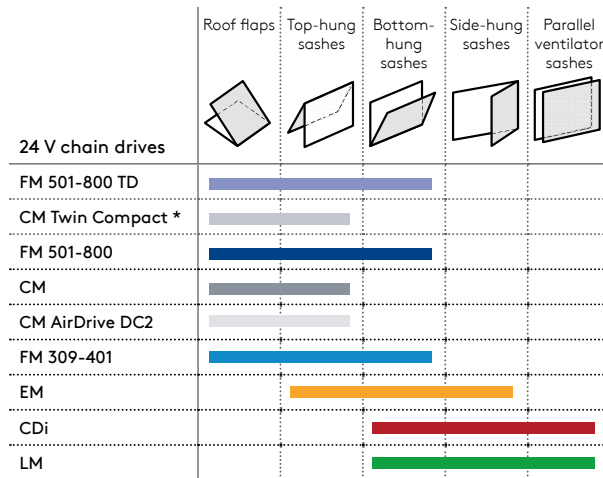 Roof flaps
Top-hung
sashes
Bottom-
hung
sashes
Side-hung
sashes
Parallel
ventilator
sashes
24 V chain drives
FM 501-800 TD
CM Twin Compact *
FM 501-800
CM
CM AirDrive DC2
FM 309-401
EM
CDi
LM